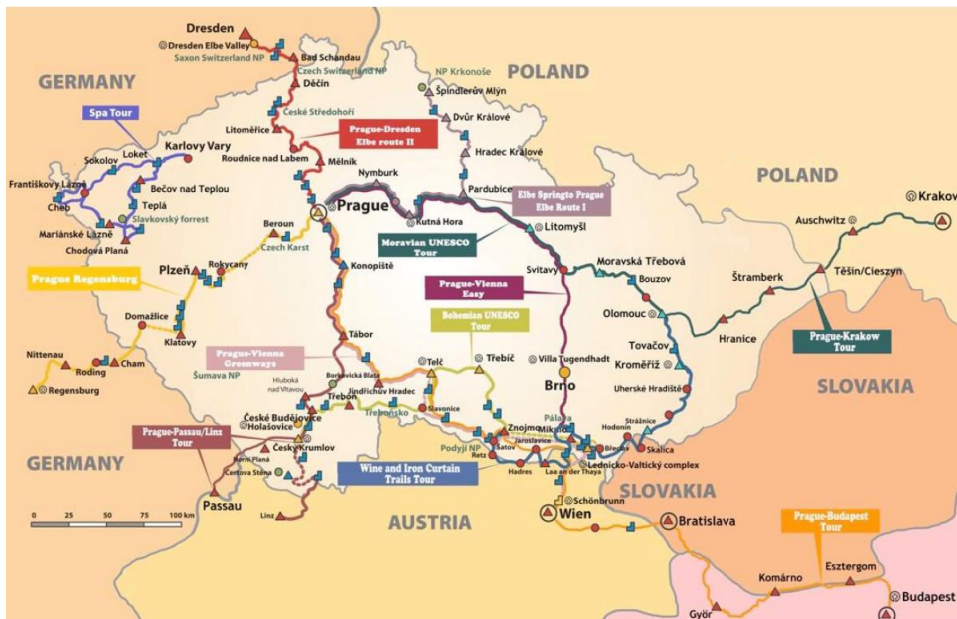 Dresden
Dresden Elbe Valley
Saxon Switzerland NP
Bad Schandau
Czech Switzerland NP
Děčín
GERMANY
POLAND
NP Krkonoše
Špindlerův Mlýn
České Středohoří
Dvůr Králové
Spa Tour
Litoměřice
Prague-Dresden
Elbe route II
Karlovy Vary
Loket
Sokolov
Roudnice nad Labem
Mělník
Hradec Králové
POLAND
Františkovy Lázně
Cheb
Bečov nad Teplou
Teplá
Nymburk
Pardubice
Krakow
Slavkovský forrest
Prague
Elbe Springto Prague
Elbe Route I
Mariánské Lázně
Chodová Planá
Beroun
Czech Karst
Kutná Hora
Litomyšl
Auschwitz
Moravian UNESCO
Tour
Plzeň
Rokycany
Konopiště
Svitavy
Moravská Třebová
Bouzov
Těšín/Cieszyn
Prague Regensburg
Prague-Vienna
Easy
Štramberk
Olomouc
Domažlice
Klatovy
Tábor
Bohemian UNESCO
Tour
Hranice
Prague-Krakow
Tour
Tovačov
Nittenau
Roding
Cham
Prague-Vienna
Greenways
Šumava NP
Telč
Třebíč
Villa Tugendhadt
Kroměříž
Regensburg
Borkovická Blata
Hluboká
nad Vltavou
Jindřichův Hradec
Brno
Uherské Hradiště
SLOVAKIA
Třeboň
Třeboňsko
Slavonice
České Budějovice
Holašovice
Znojmo
Pálava
Mikulov
Strážnice
Hodonín
Prague-Passau/Linz
Tour
Český Krumlov
Podyjí NP
Šatov
Jaroslavice
Břeclav
Skalica
GERMANY
Horní Planá
Čertova Stěna
Wine and Iron Curtain
Trails Tour
Retz
Hadres
Laa an der Thaya
Lednicko-Valtický complex
SLOVAKIA
Passau
Linz
AUSTRIA
Schönbrunn
Wien
Bratislava
Prague-Budapest
Tour
0 25 50 75 100 km
Komárno
Esztergom
Győr
Budapest